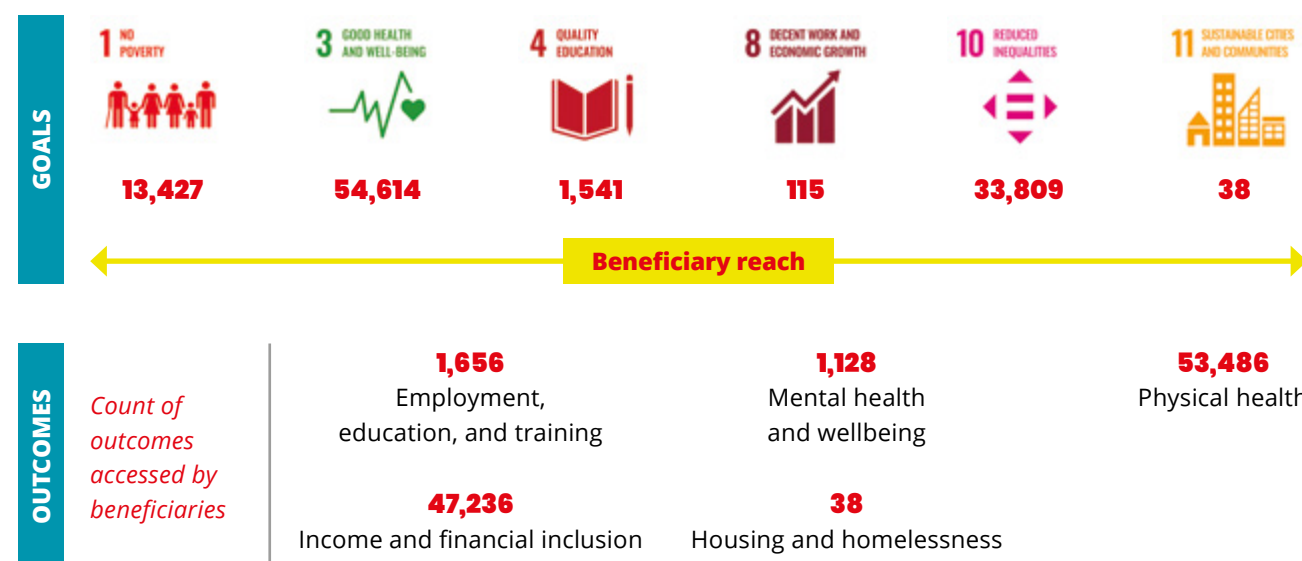 GOALS
1 NO
POVERTY
3 GOOD HEALTH
AND WELL-BEING
4 QUALITY
EDUCATION
8 DECENT WORK AND
ECONOMIC GROWTH
10 REDUCED
INEQUALITIES
11 SUSTAINABLE CITIES
AND COMMUNITIES
13,427
54,614
1,541
115
33,809
38
Beneficiary reach
OUTCOMES
Count of
outcomes
accessed by
beneficiaries
1,656
Employment,
education, and training
1,128
Mental health
and wellbeing
53,486
Physical health
47,236
Income and financial inclusion
38
Housing and homelessness